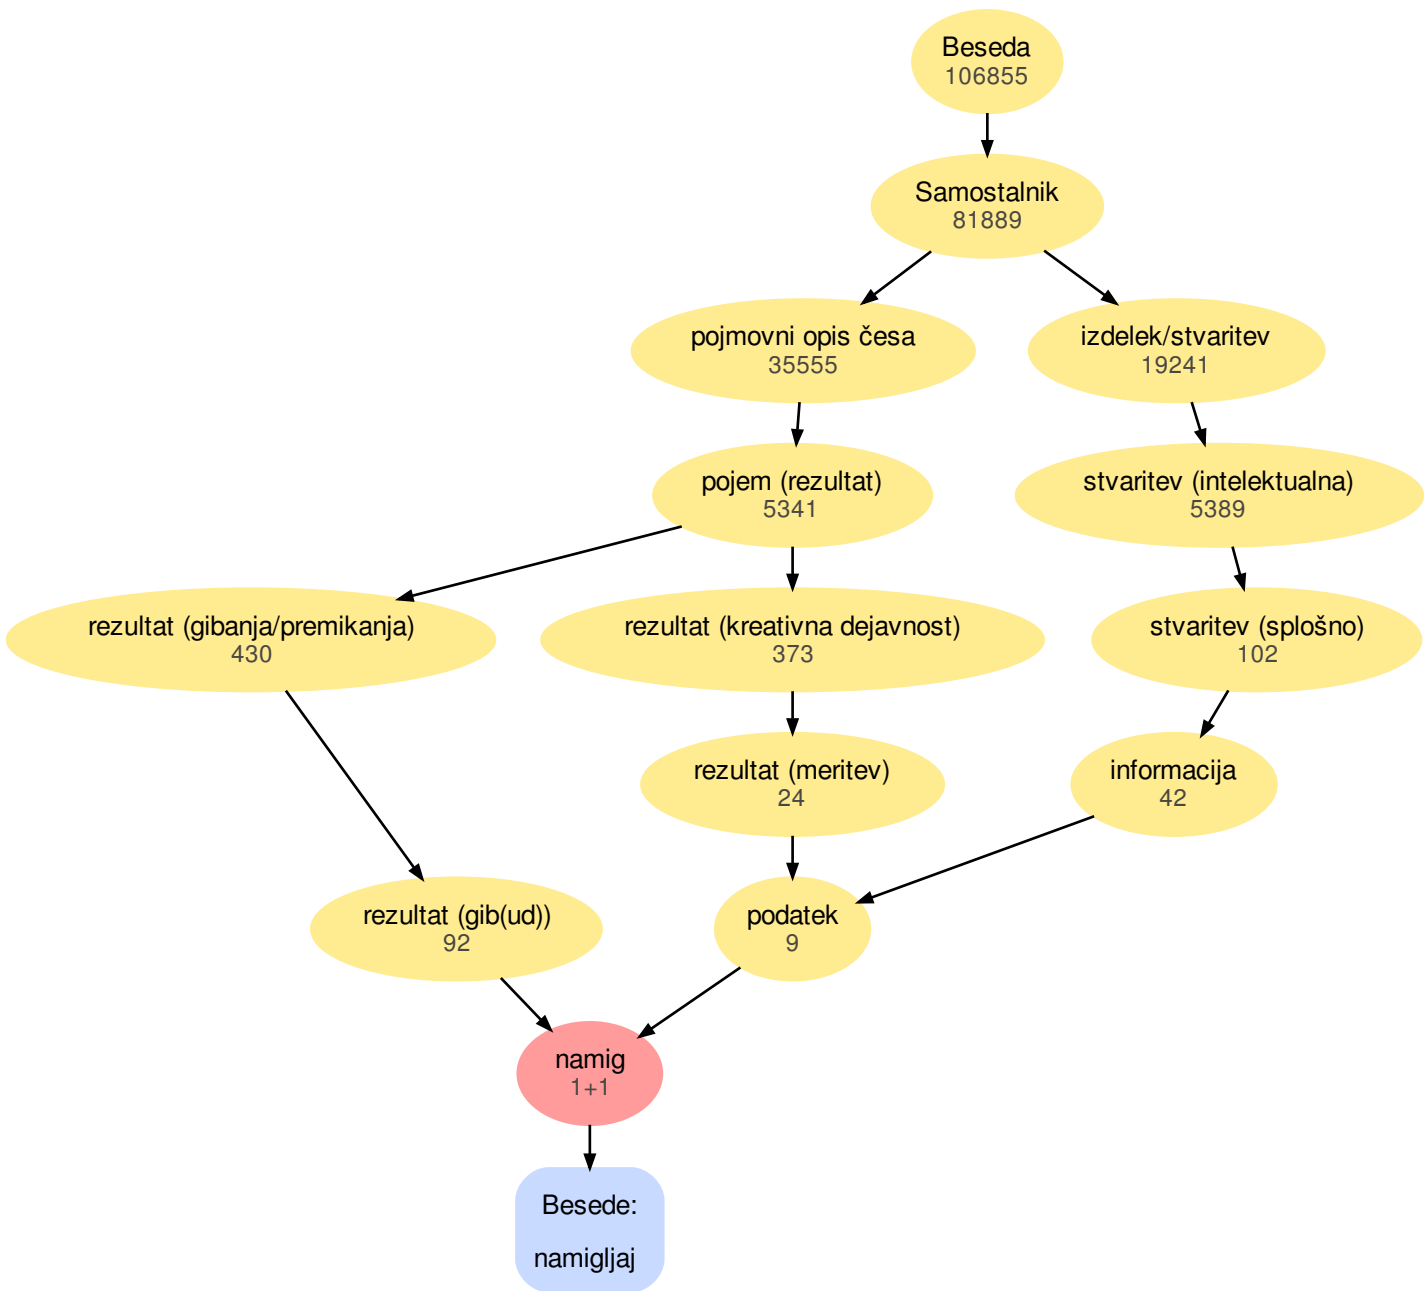 Beseda
106855
Samostalnik
81889
pojmovni opis česa
35555
izdelek/stvaritev
19241
pojem (rezultat)
5341
stvaritev (intelektualna)
5389
rezultat (gibanja/premikanja)
430
rezultat (kreativna dejavnost)
373
stvaritev (splošno)
102
rezultat (meritev)
24
informacija
42
rezultat (gib(ud))
92
podatek
9
namig
1+1
Besede:
namigljaj